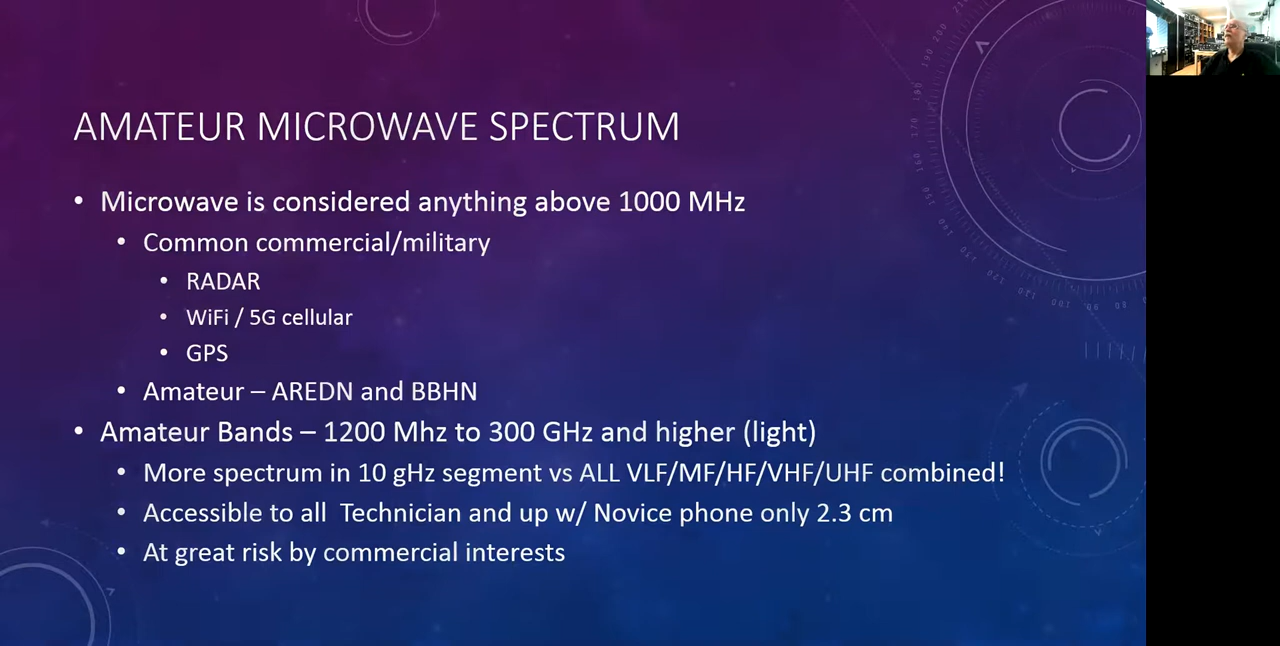 AMATEUR MICROWAVE SPECTRUM
• Microwave is considered anything above 1000 MHz
• Common commercial/military
• RADAR
• WiFi / 5G cellular
• GPS
• Amateur – AREDN and BBHN
• Amateur Bands – 1200 Mhz to 300 GHz and higher (light)
• More spectrum in 10 gHz segment vs ALL VLF/MF/HF/VHF/UHF combined!
• Accessible to all  Technician and up w/ Novice phone only 2.3 cm
• At great risk by commercial interests